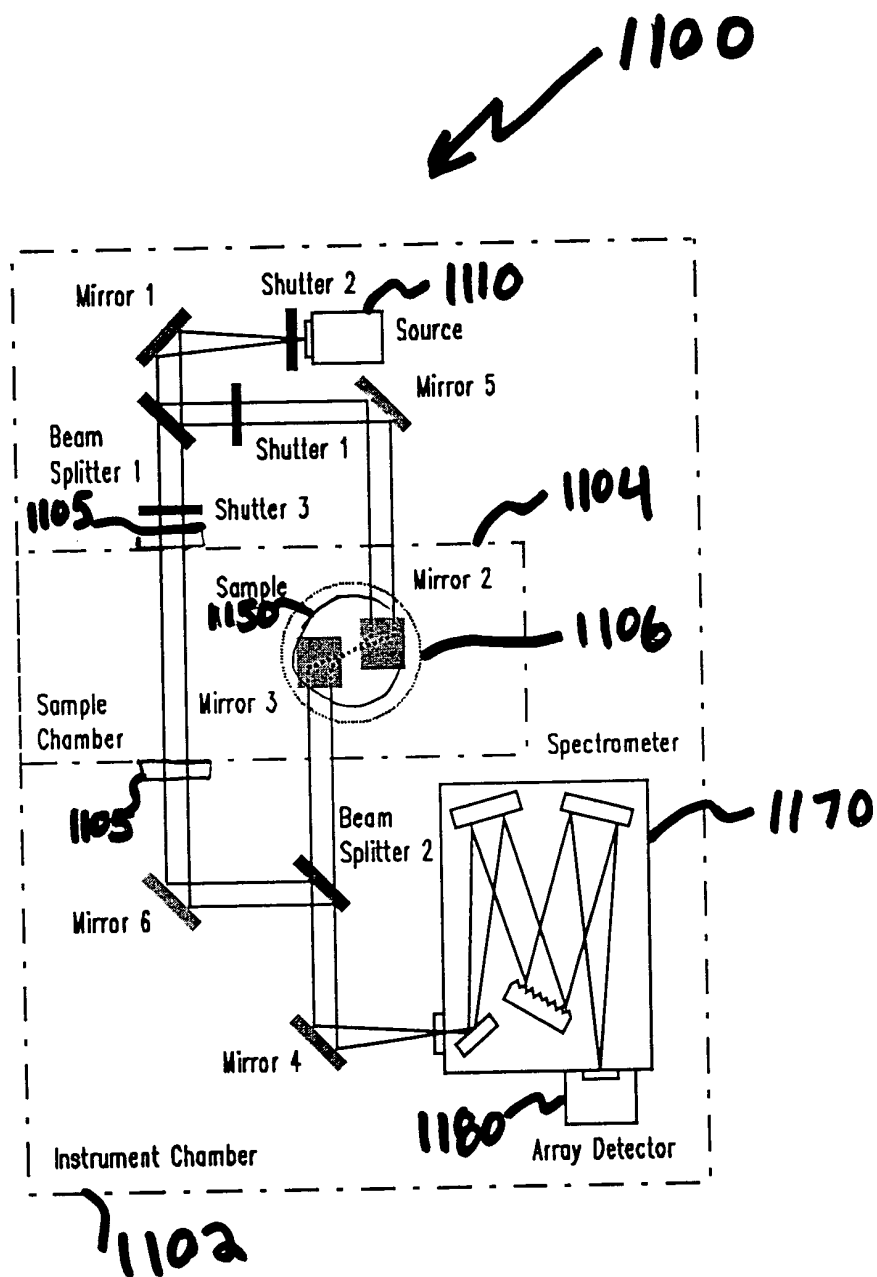 1100
Mirror 1
Shutter 2
1110
Source
Mirror 5
Beam
Splitter 1
Shutter 1
1105
Shutter 3
1104
Sample
1150
Mirror 2
1106
Mirror 3
Sample
Chamber
Spectrometer
1105
Beam
Splitter 2
1170
Mirror 6
Mirror 4
1180
Array Detector
Instrument Chamber
1102